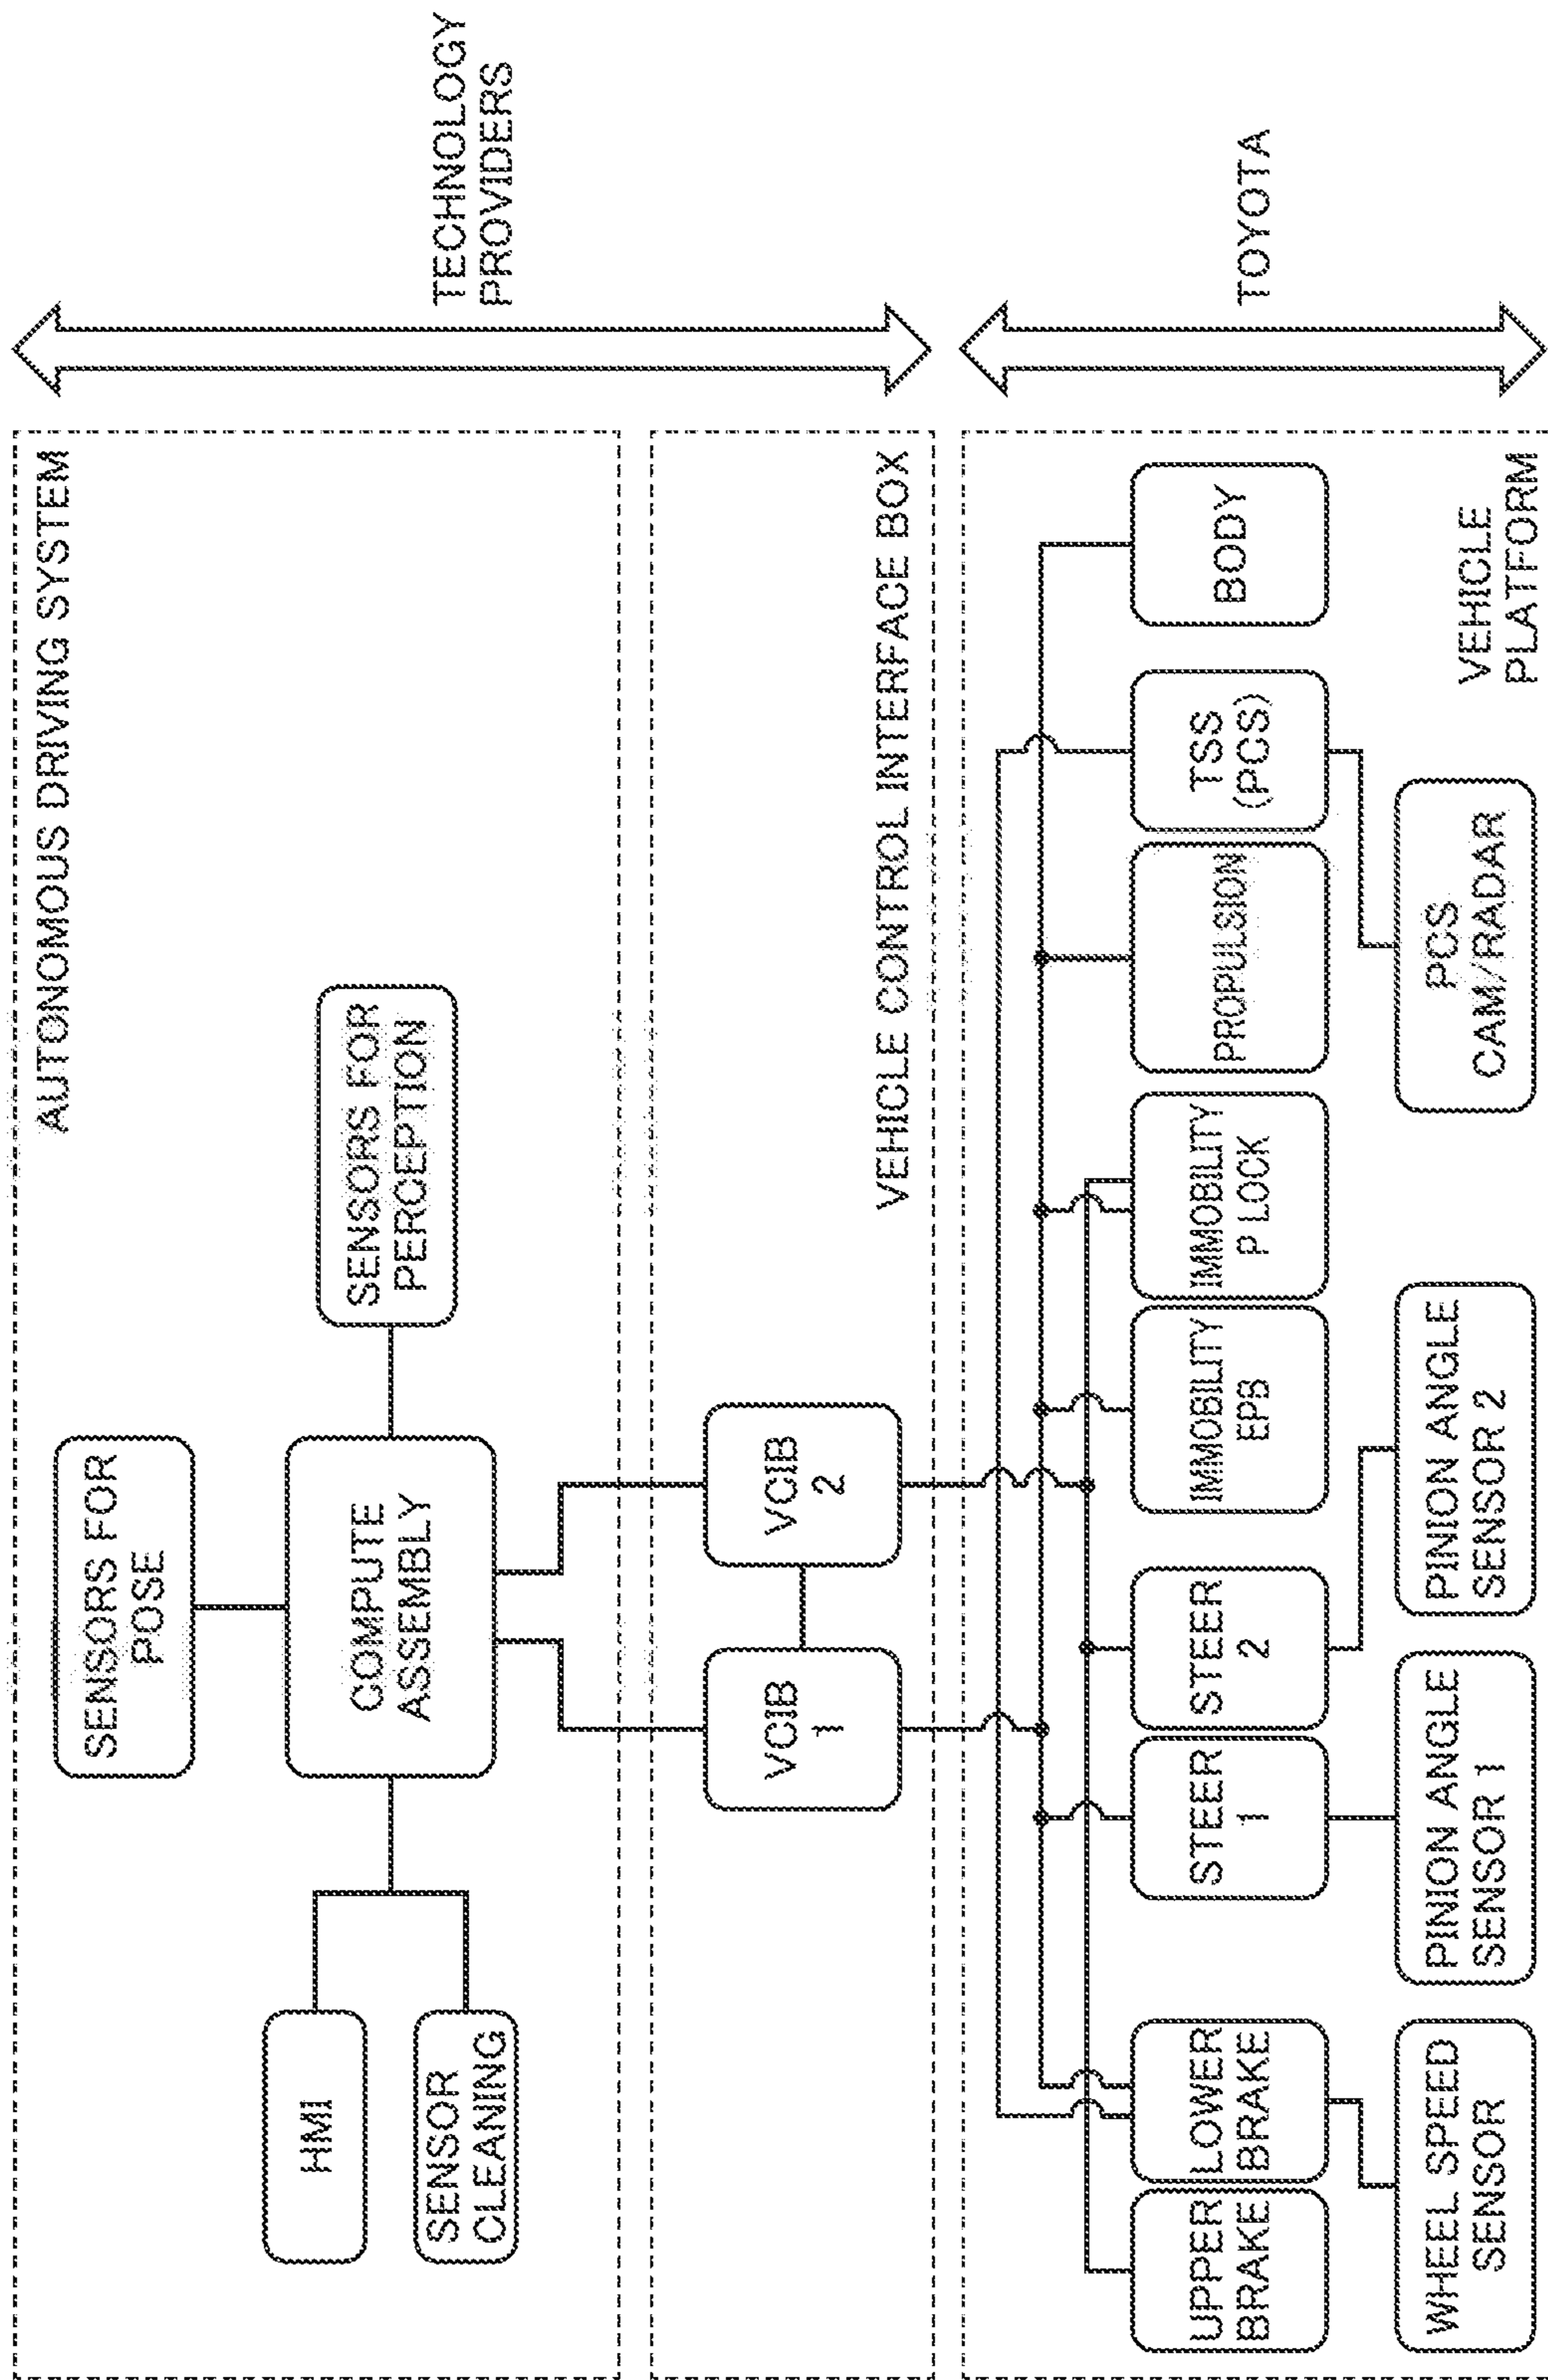 AUTONOMOUS DRIVING SYSTEM
SENSORS FOR
POSE
HMI
SENSOR
CLEANING
COMPUTE
ASSEMBLY
SENSORS FOR
PERCEPTION
TECHNOLOGY
PROVIDERS
VCIB
1
VCIB
2
VEHICLE CONTROL INTERFACE BOX
UPPER
BRAKE
LOWER
BRAKE
STEER
1
STEER
2
IMMOBILITY
EPB
IMMOBILITY
P LOCK
PROPULSION
TSS
(PCS)
BODY
TOYOTA
WHEEL SPEED
SENSOR
PINION ANGLE
SENSOR 1
PINION ANGLE
SENSOR 2
PCS
CAM/RADAR
VEHICLE
PLATFORM